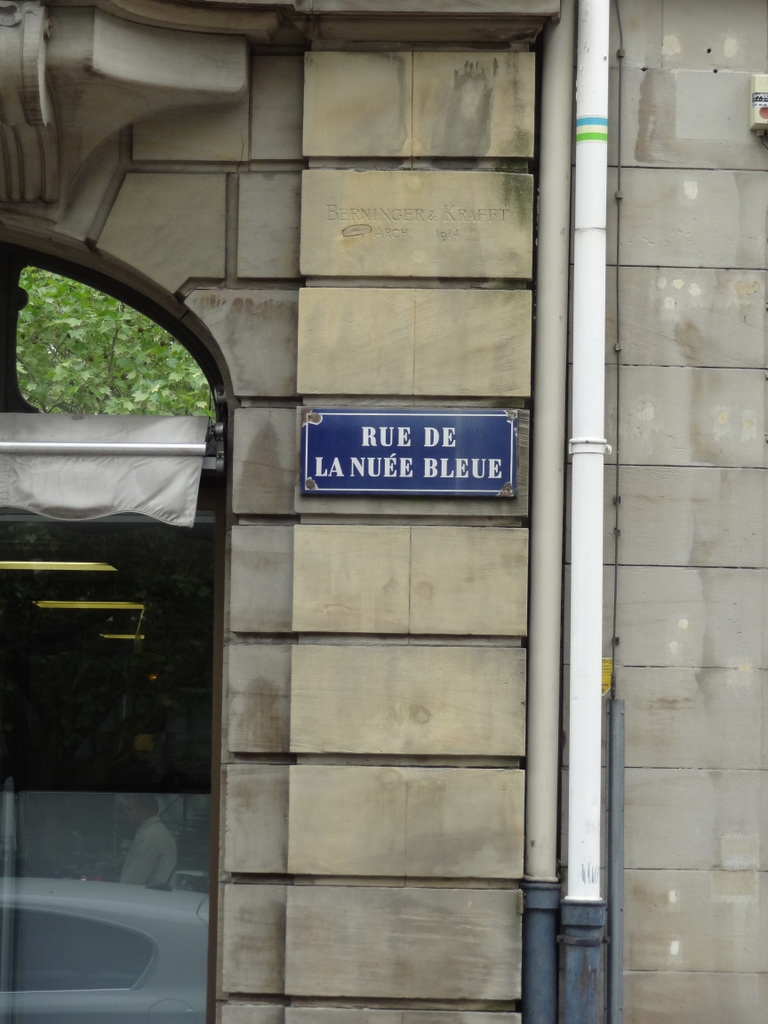 BERNINGER & KRAFFT
ARCH. 1914
RUE DE
LA NUÉE BLEUE